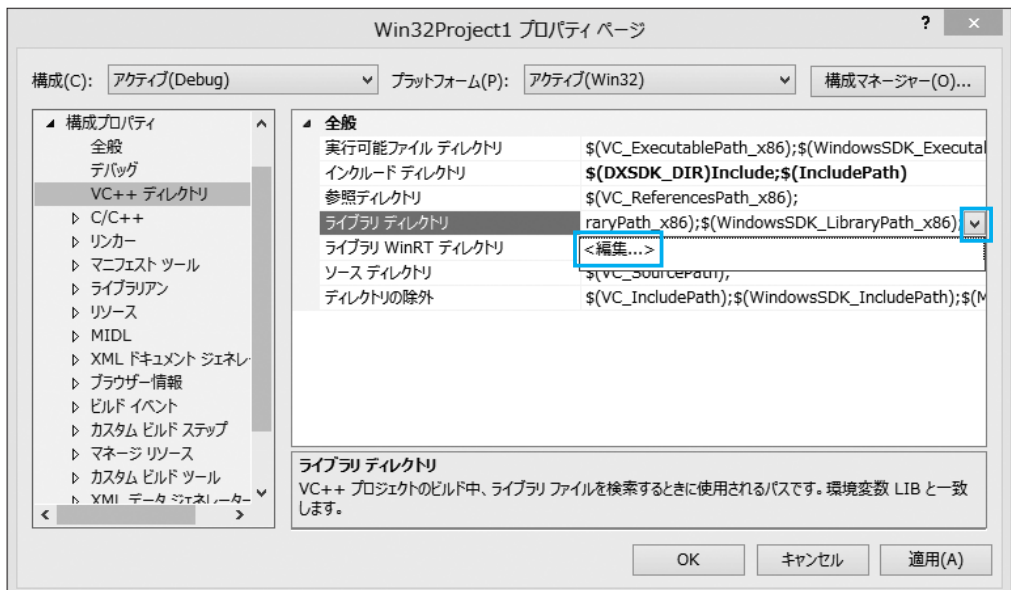 Win32Project1 プロパティ ページ
? ×
構成(C): アクティブ(Debug) プラットフォーム(P): アクティブ(Win32) 構成マネージャー(O)...
構成プロパティ
全般
デバッグ
VC++ ディレクトリ
C/C++
リンカー
マニフェスト ツール
ライブラリアン
リソース
MIDL
XML ドキュメント ジェネレ
ブラウザー情報
ビルド イベント
カスタム ビルド ステップ
マネージ リソース
カスタム ビルド ツール
XML データ ジェネレーター
全般
実行可能ファイル ディレクトリ $(VC_ExecutablePath_x86);$(WindowsSDK_Executal
インクルード ディレクトリ $(DXSDK_DIR)Include;$(IncludePath)
参照ディレクトリ $(VC_ReferencesPath_x86);
ライブラリ ディレクトリ raryPath_x86);$(WindowsSDK_LibraryPath_x86);
ライブラリ WinRT ディレクトリ <編集...>
ソース ディレクトリ $(VC_SourcePath);
ディレクトリの除外 $(VC_IncludePath);$(WindowsSDK_IncludePath);$(M
ライブラリ ディレクトリ
VC++ プロジェクトのビルド中、ライブラリ ファイルを検索するときに使用されるパスです。環境変数 LIB と一致
します。
OK キャンセル 適用(A)